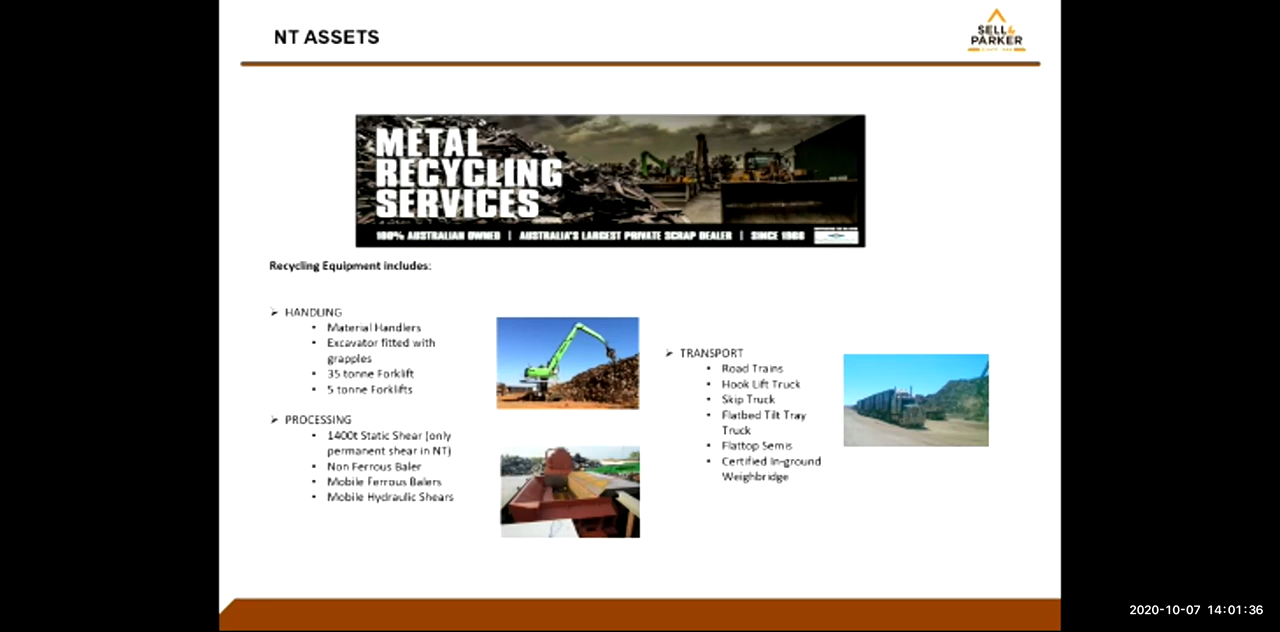 NT ASSETS
SELL&
PARKER
METAL
RECYCLING
SERVICES
100% AUSTRALIAN OWNED | AUSTRALIA'S LARGEST PRIVATE SCRAP DEALER | SINCE 1966
Recycling Equipment includes:
➢ HANDLING
• Material Handlers
• Excavator fitted with
grapples
• 35 tonne Forklift
• 5 tonne Forklifts
➢ PROCESSING
• 1400t Static Shear (only
permanent shear in NT)
• Non Ferrous Baler
• Mobile Ferrous Balers
• Mobile Hydraulic Shears
➢ TRANSPORT
• Road Trains
• Hook Lift Truck
• Skip Truck
• Flatbed Tilt Tray
Truck
• Flattop Semis
• Certified In-ground
Weighbridge
2020-10-07 14:01:36